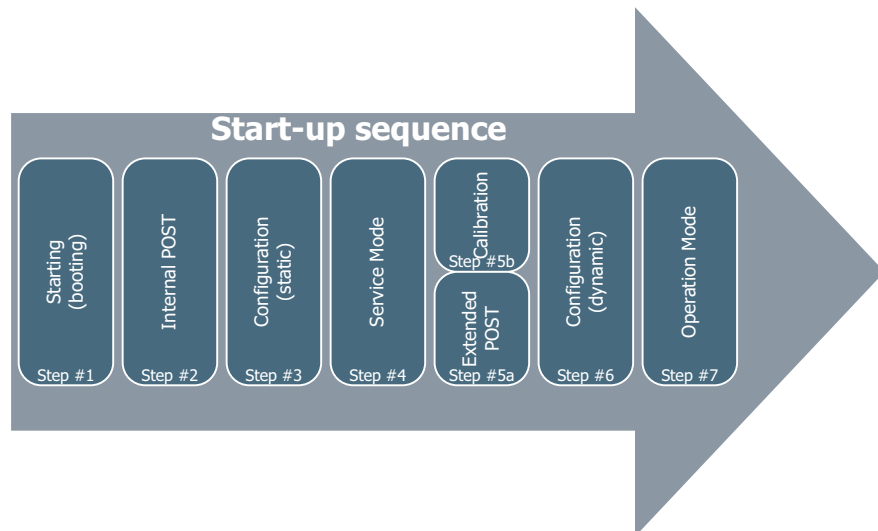 Start-up sequence
Starting
(booting)
Step #1
Internal POST
Step #2
Configuration
(static)
Step #3
Service Mode
Step #4
Calibration
Step #5b
Extended
POST
Step #5a
Configuration
(dynamic)
Step #6
Operation Mode
Step #7